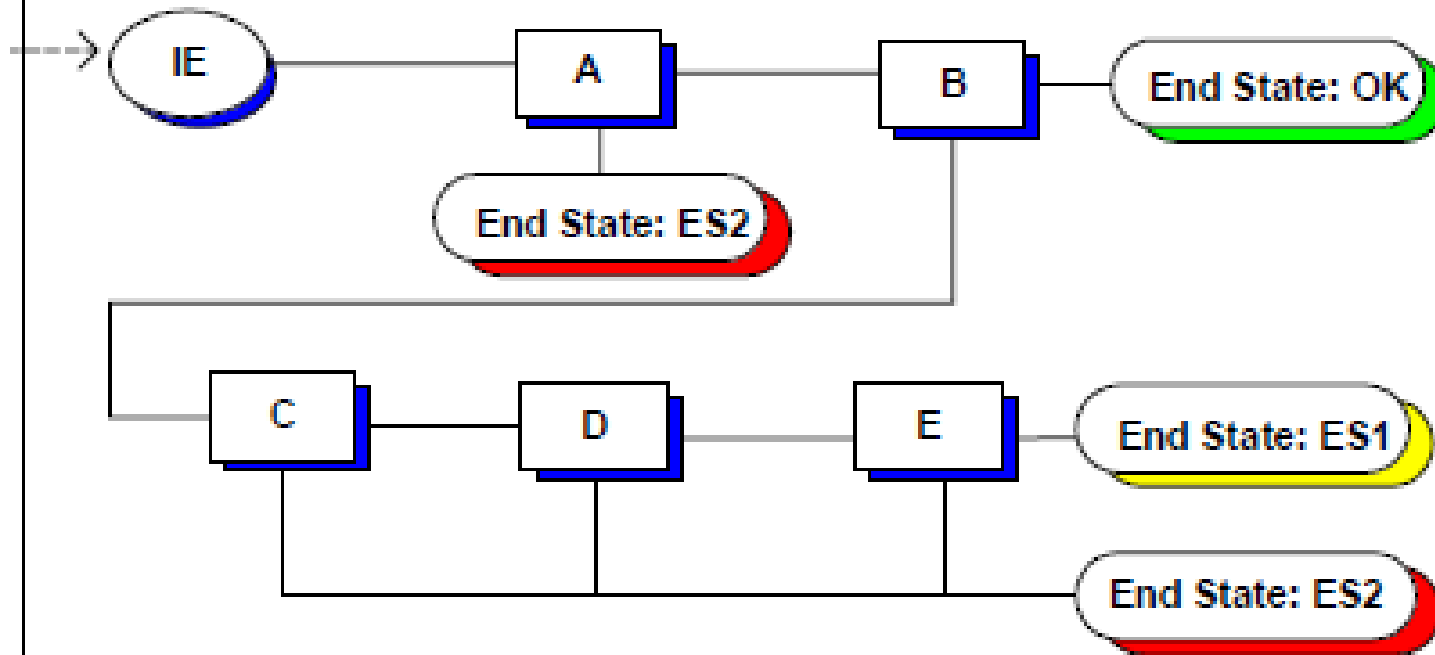 IE
A
B
End State: OK
End State: ES2
C
D
E
End State: ES1
End State: ES2